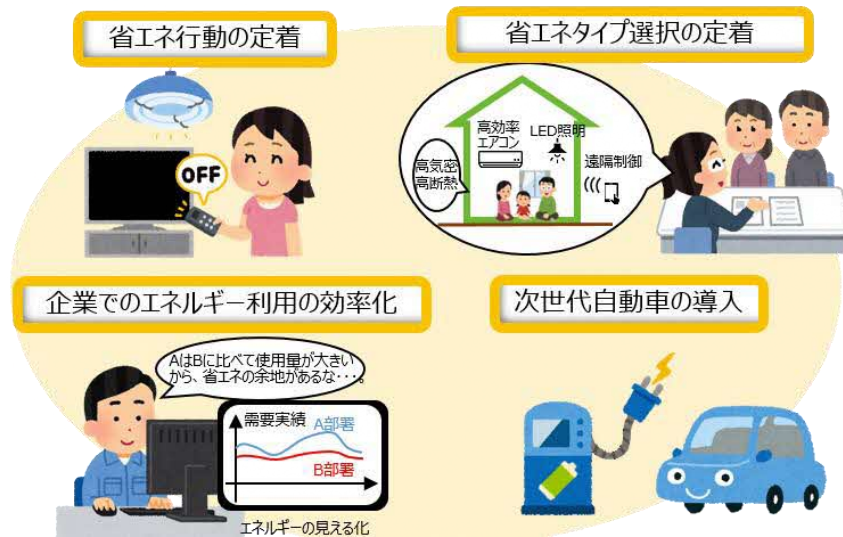 省エネ行動の定着
OFF
省エネタイプ選択の定着
高気密
高断熱
高効率
エアコン
LED照明
遠隔制御
企業でのエネルギー利用の効率化
AはBに比べて使用量が大きい
から、省エネの余地があるな・・・。
需要実績
A部署
B部署
エネルギーの見える化
次世代自動車の導入